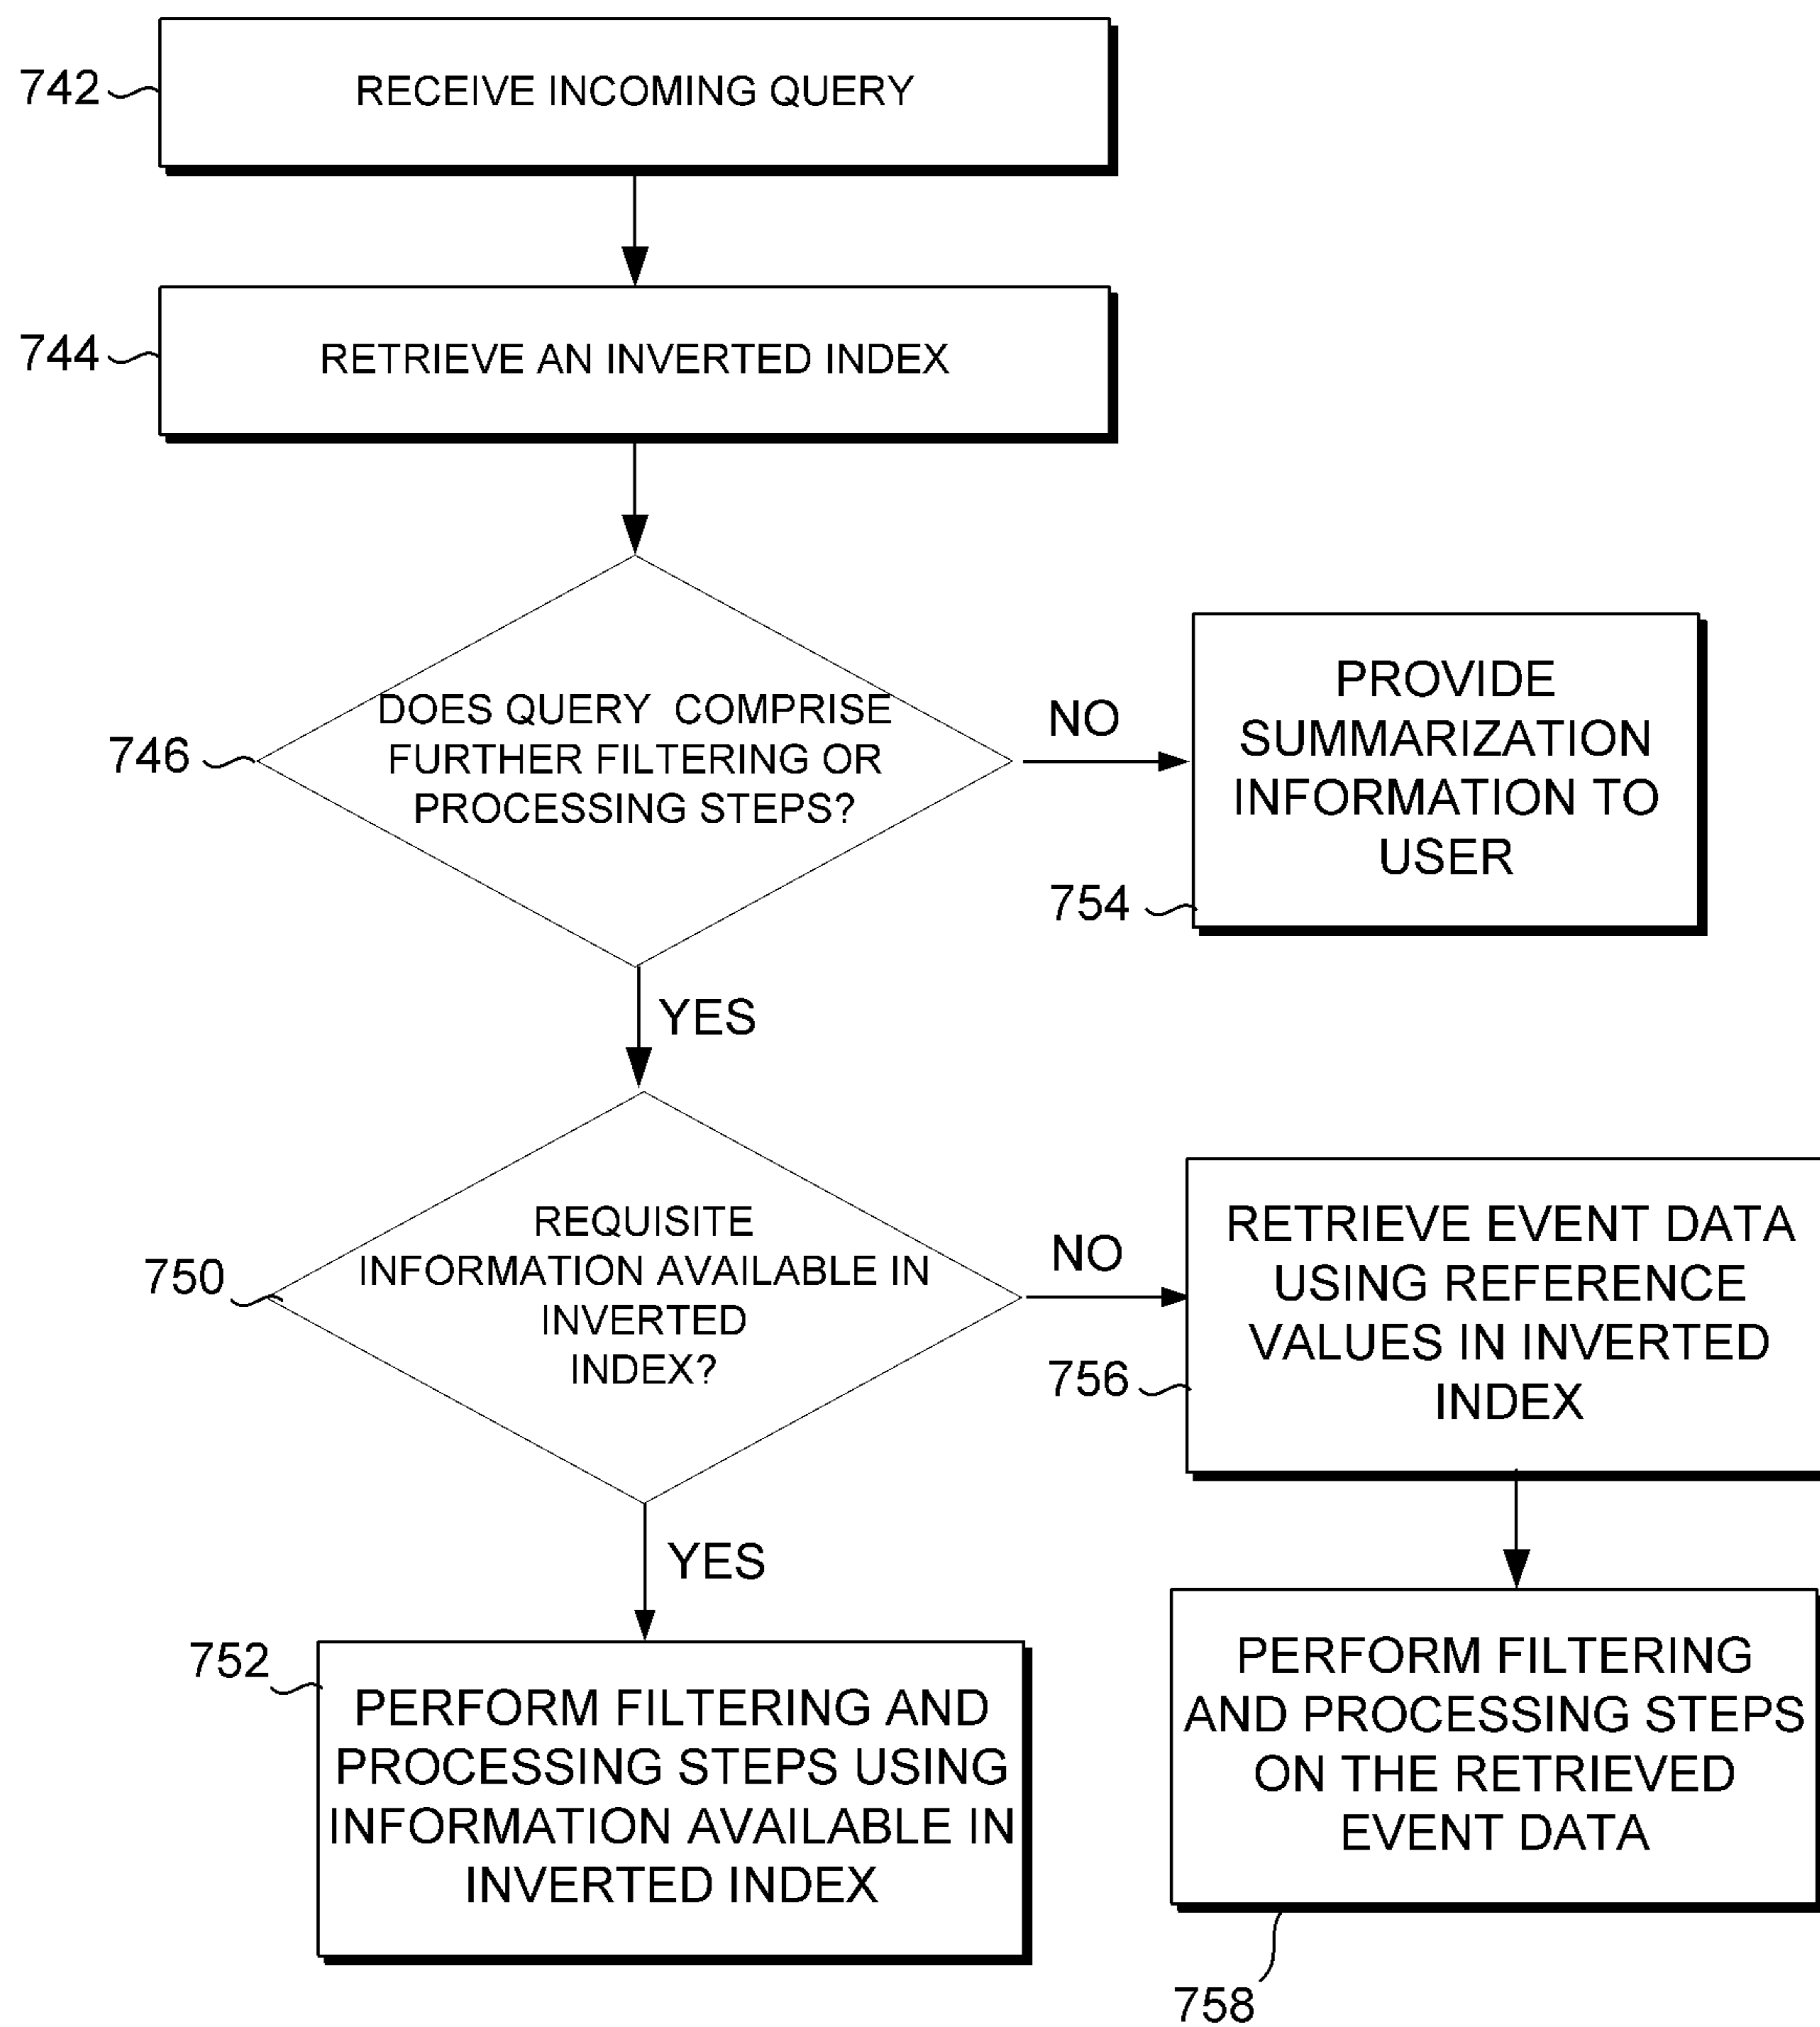 742
RECEIVE INCOMING QUERY
744
RETRIEVE AN INVERTED INDEX
746
DOES QUERY COMPRISE
FURTHER FILTERING OR
PROCESSING STEPS?
NO
PROVIDE
SUMMARIZATION
INFORMATION TO
USER
754
YES
750
REQUISITE
INFORMATION AVAILABLE IN
INVERTED
INDEX?
NO
RETRIEVE EVENT DATA
USING REFERENCE
VALUES IN INVERTED
INDEX
756
YES
752
PERFORM FILTERING AND
PROCESSING STEPS USING
INFORMATION AVAILABLE IN
INVERTED INDEX
PERFORM FILTERING
AND PROCESSING STEPS
ON THE RETRIEVED
EVENT DATA
758